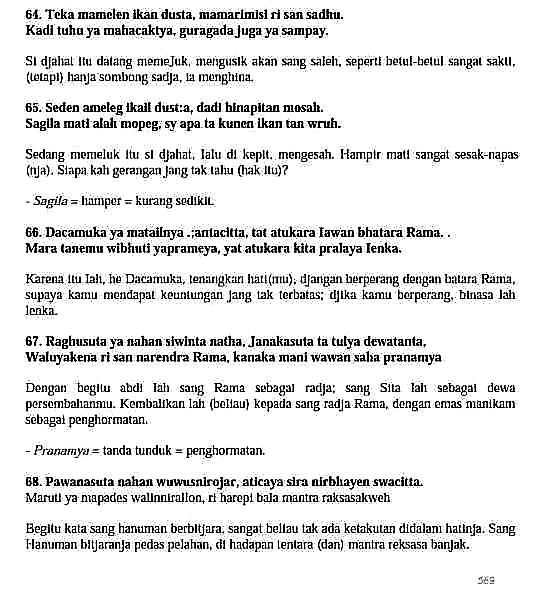 64. Teka mamelen ikan dusta, mamarimisi ri san sadhu.
Kadi tuhu ya mahacaktya, guragada juga ya sampay.
Si djahat itu datang memeJuk, mengusik akan sang saleh, seperti betul-betul sangat sakti,
(tetapi) hanja sombong sadja, ia menghina.
65. Seden ameleg ikail dust:a, dadi hinapitan mosah.
Sagila mati alah mopeg, sy apa ta kunen ikan tan wruh.
Sedang memeluk itu si djahat, lalu di kepit, mengesah. Hampir mati sangat sesak-napas
(nja). Siapa kah gerangan jang tak tahu (hak itu)?
- Sagila = hamper = kurang sedikit.
66. Dacamuka ya matailnya .;antacitta, tat atukara Iawan bhatara Rama. .
Mara tanemu wibhuti yaprameya, yat atukara kita pralaya Ienka.
Karena itu Iah, he Dacamuka, tenangkan hati(mu), djangan berperang dengan batara Rama,
supaya kamu mendapat keuntungan jang tak terbatas; djika kamu berperang, binasa lah
lenka.
67. Raghusuta ya nahan siwinta natha, Janakasuta ta tulya dewatanta,
Waluyakena ri san narendra Rama, kanaka mani wawan saha pranamya
Dengan begitu abdi Iah sang Rama sebagai radja; sang Sita lah sebagai dewa
persembahanmu. Kembalikan lah (beliau) kepada sang radja Rama, dengan emas manikam
sebagai penghormatan.
- Pranamya = tanda tunduk = penghormatan.
68. Pawanasuta nahan wuwusnirojar, aticaya sira nirbhayen swacitta.
Maruti ya mapades walinniralion, ri harepi bala mantra raksasakweh
Begitu kata sang hanuman berbitjara, sangat beliau tak ada ketakutan didalam hatinja. Sang
Hanuman bitjaranja pedas pelahan, di hadapan tentara (dan) mantra reksasa banjak.
569